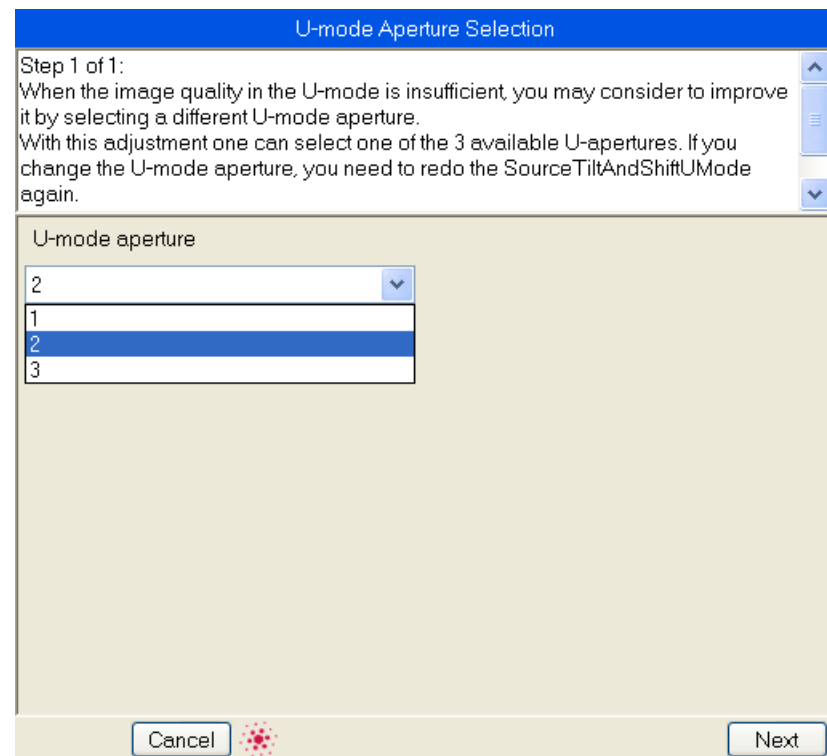 U-mode Aperture Selection
Step 1 of 1:
When the image quality in the U-mode is insufficient, you may consider to improve
it by selecting a different U-mode aperture.
With this adjustment one can select one of the 3 available U-apertures. If you
change the U-mode aperture, you need to redo the SourceTiltAndShiftUMode
again.
U-mode aperture
2
1
2
3
Cancel
Next